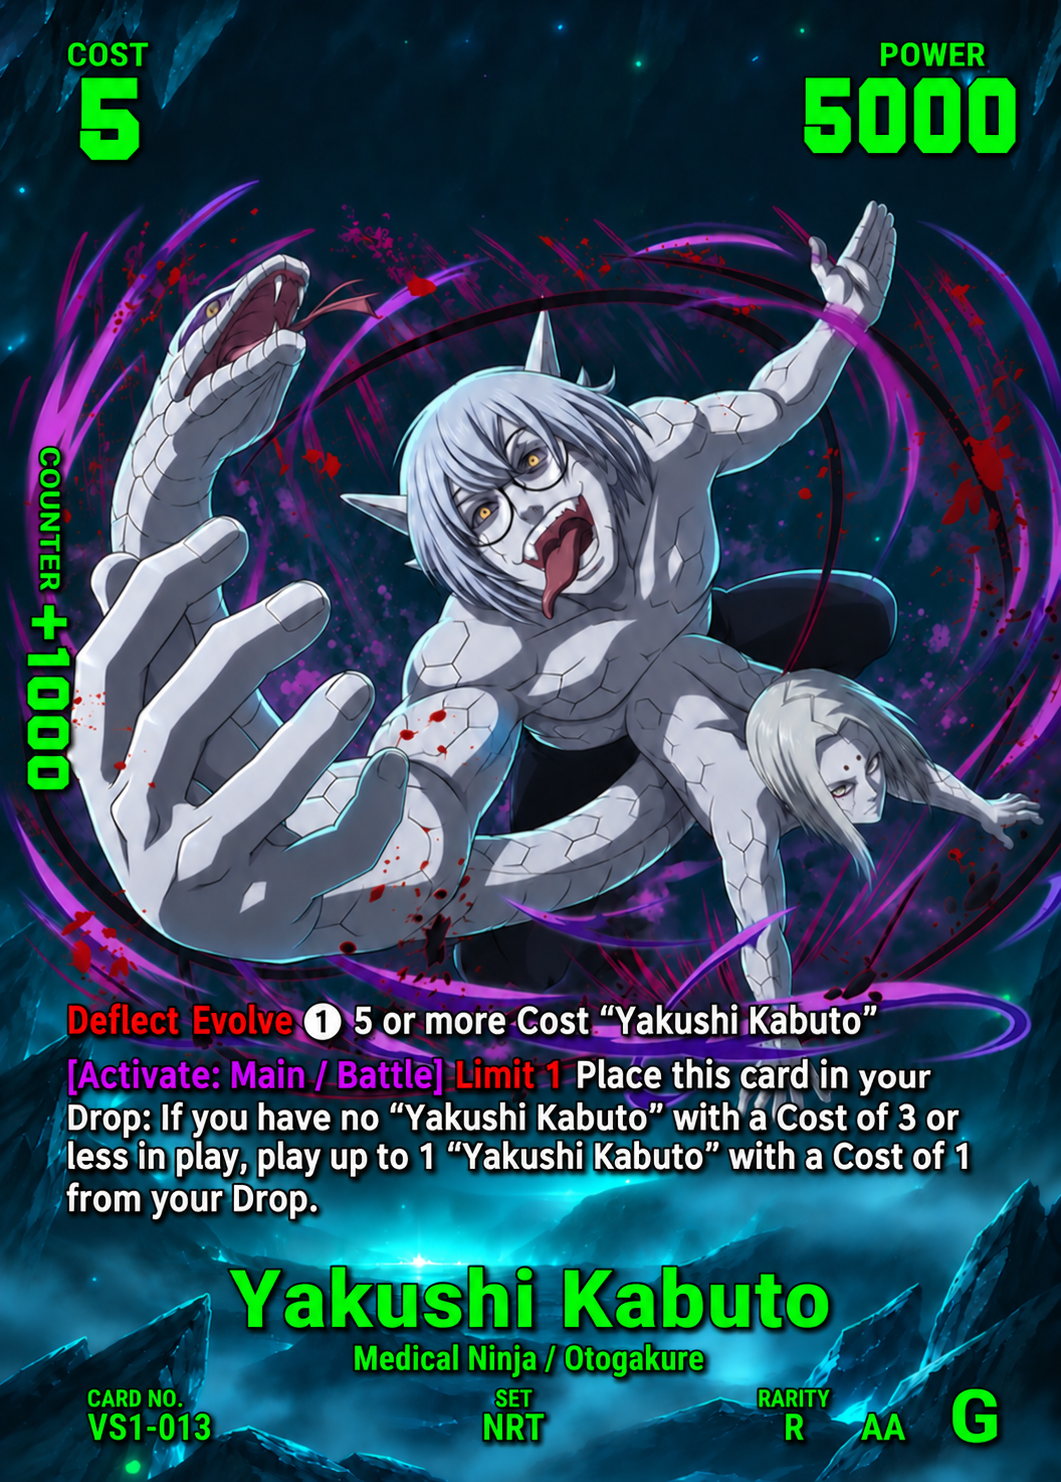 COST
5
POWER
5000
COUNTER +1000
Deflect Evolve 1 5 or more Cost “Yakushi Kabuto”
[Activate: Main / Battle] Limit 1 Place this card in your
Drop: If you have no “Yakushi Kabuto” with a Cost of 3 or
less in play, play up to 1 “Yakushi Kabuto” with a Cost of 1
from your Drop.
Yakushi Kabuto
Medical Ninja / Otogakure
CARD NO.
VS1-013
SET
NRT
RARITY
R
AA
G